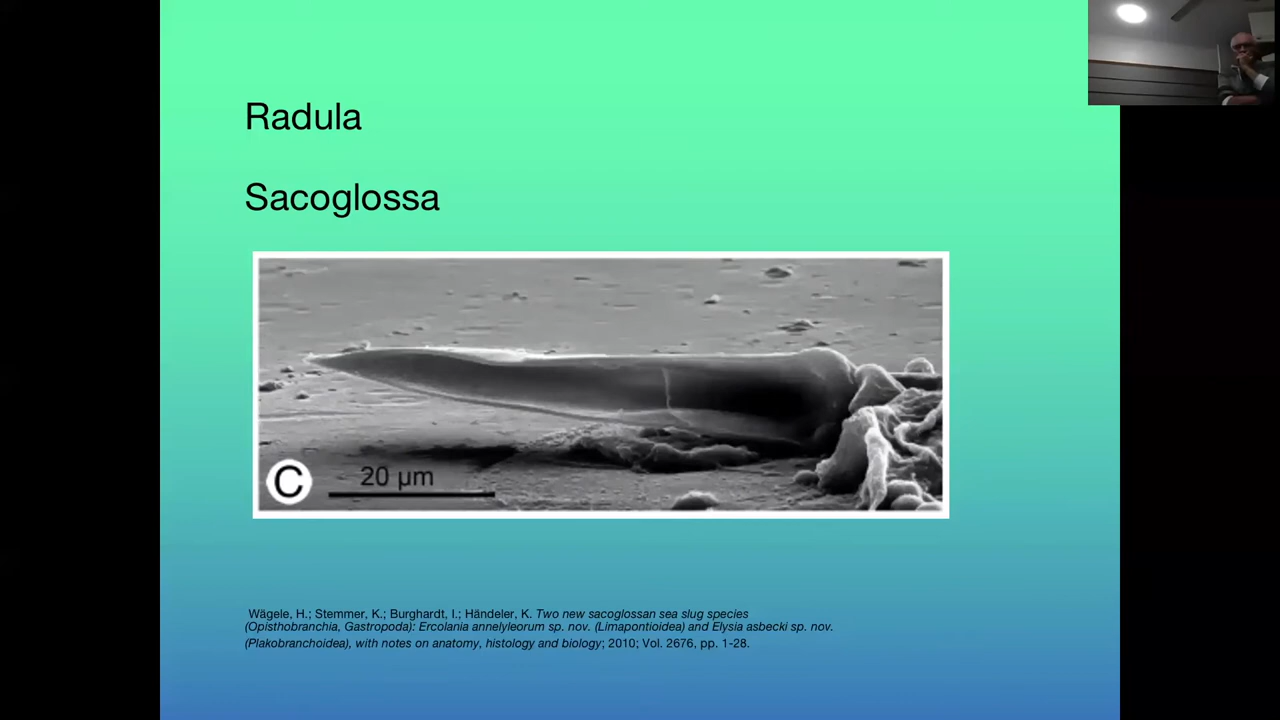 Radula
Sacoglossa
C
20 µm
Wägele, H.; Stemmer, K.; Burghardt, I.; Händeler, K. Two new sacoglossan sea slug species
(Opisthobranchia, Gastropoda): Ercolania annelyleorum sp. nov. (Limapontioidea) and Elysia asbecki sp. nov.
(Plakobranchoidea), with notes on anatomy, histology and biology; 2010; Vol. 2676, pp. 1-28.